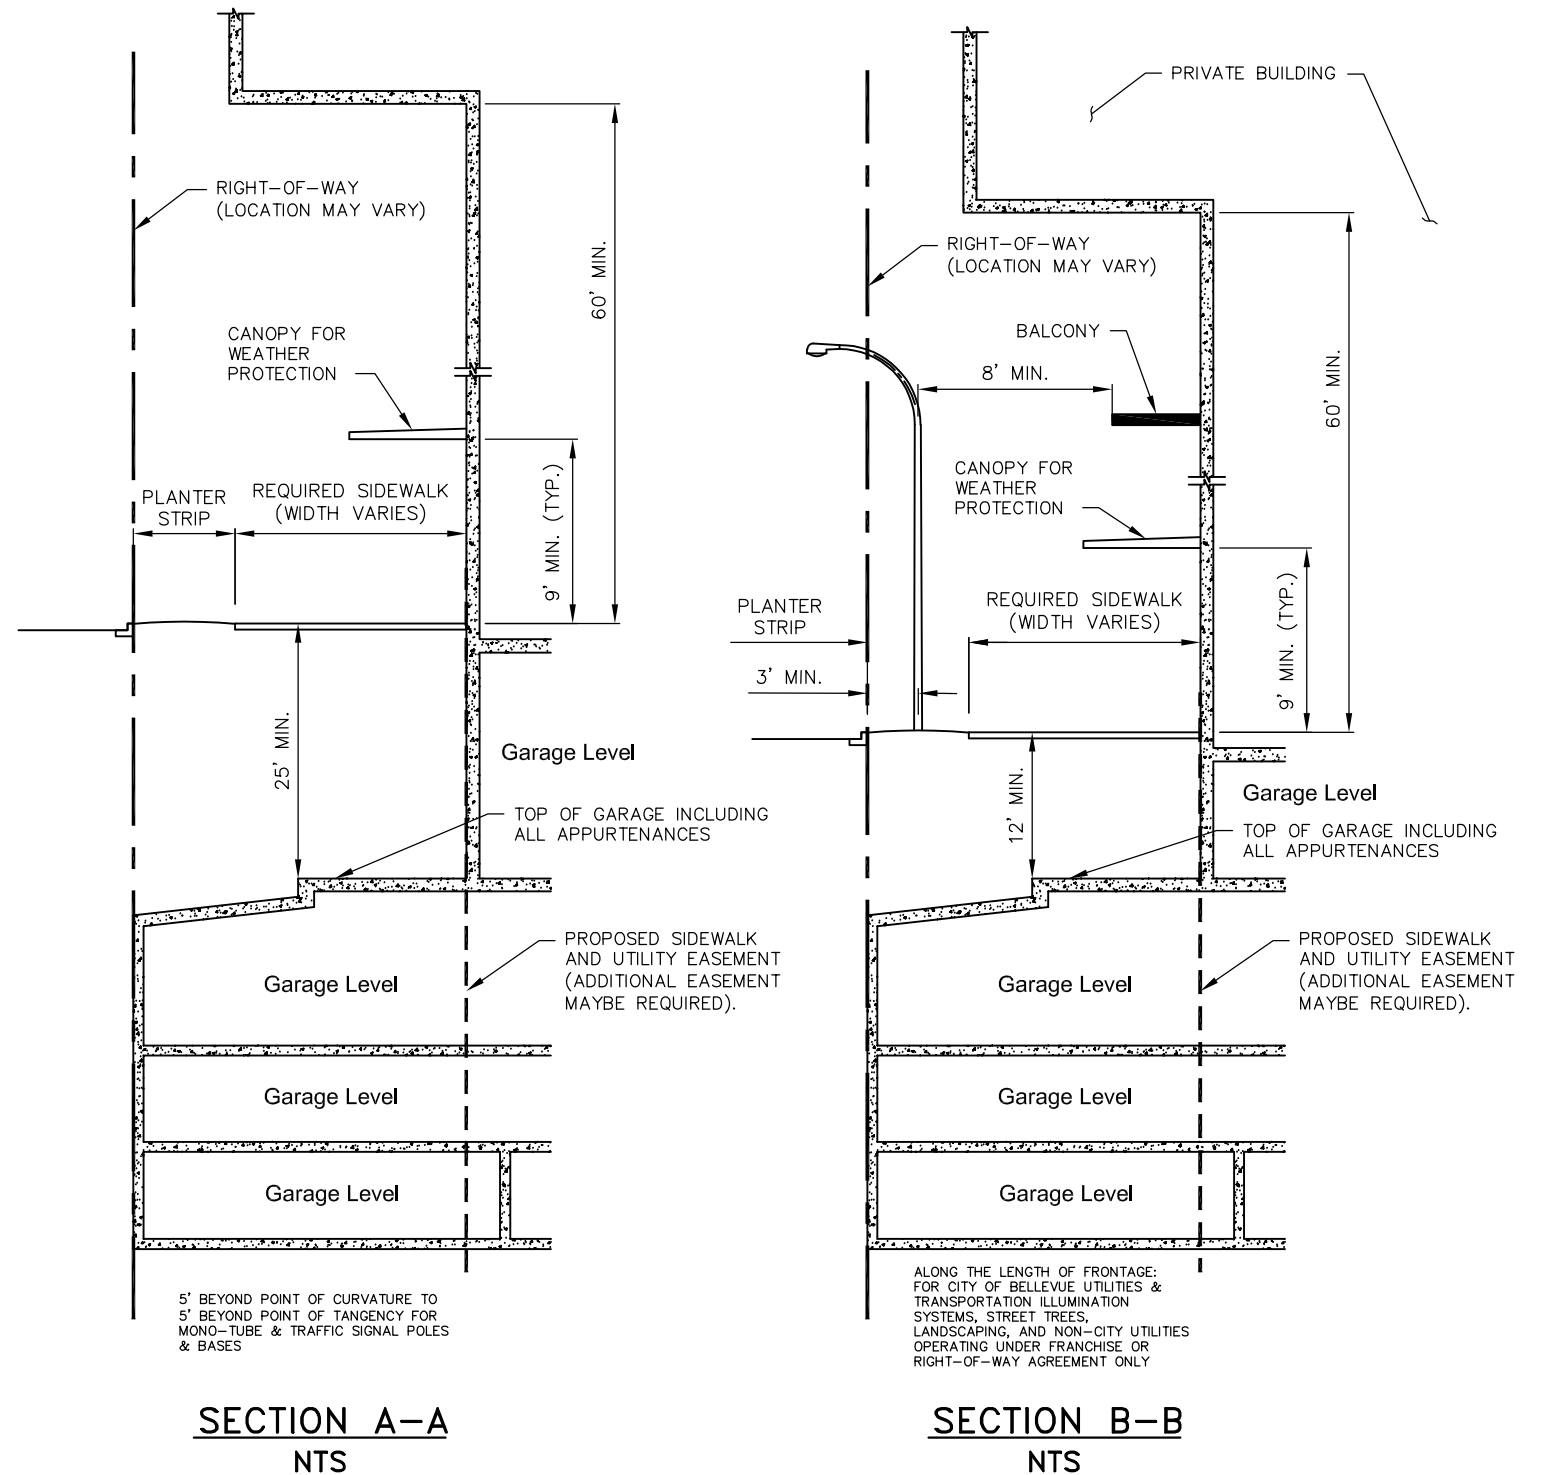 RIGHT-OF-WAY
(LOCATION MAY VARY)
60' MIN.
CANOPY FOR
WEATHER
PROTECTION
9' MIN. (TYP.)
PLANTER
STRIP
REQUIRED SIDEWALK
(WIDTH VARIES)
25' MIN.
Garage Level
TOP OF GARAGE INCLUDING
ALL APPURTENANCES
PROPOSED SIDEWALK
AND UTILITY EASEMENT
(ADDITIONAL EASEMENT
MAYBE REQUIRED).
Garage Level
Garage Level
Garage Level
5' BEYOND POINT OF CURVATURE TO
5' BEYOND POINT OF TANGENCY FOR
MONO-TUBE & TRAFFIC SIGNAL POLES
& BASES
SECTION A-A
NTS
PRIVATE BUILDING
RIGHT-OF-WAY
(LOCATION MAY VARY)
BALCONY
8' MIN.
60' MIN.
CANOPY FOR
WEATHER
PROTECTION
9' MIN. (TYP.)
PLANTER
STRIP
REQUIRED SIDEWALK
(WIDTH VARIES)
3' MIN.
12' MIN.
Garage Level
TOP OF GARAGE INCLUDING
ALL APPURTENANCES
PROPOSED SIDEWALK
AND UTILITY EASEMENT
(ADDITIONAL EASEMENT
MAYBE REQUIRED).
Garage Level
Garage Level
Garage Level
ALONG THE LENGTH OF FRONTAGE:
FOR CITY OF BELLEVUE UTILITIES &
TRANSPORTATION ILLUMINATION
SYSTEMS, STREET TREES,
LANDSCAPING, AND NON-CITY UTILITIES
OPERATING UNDER FRANCHISE OR
RIGHT-OF-WAY AGREEMENT ONLY
SECTION B-B
NTS